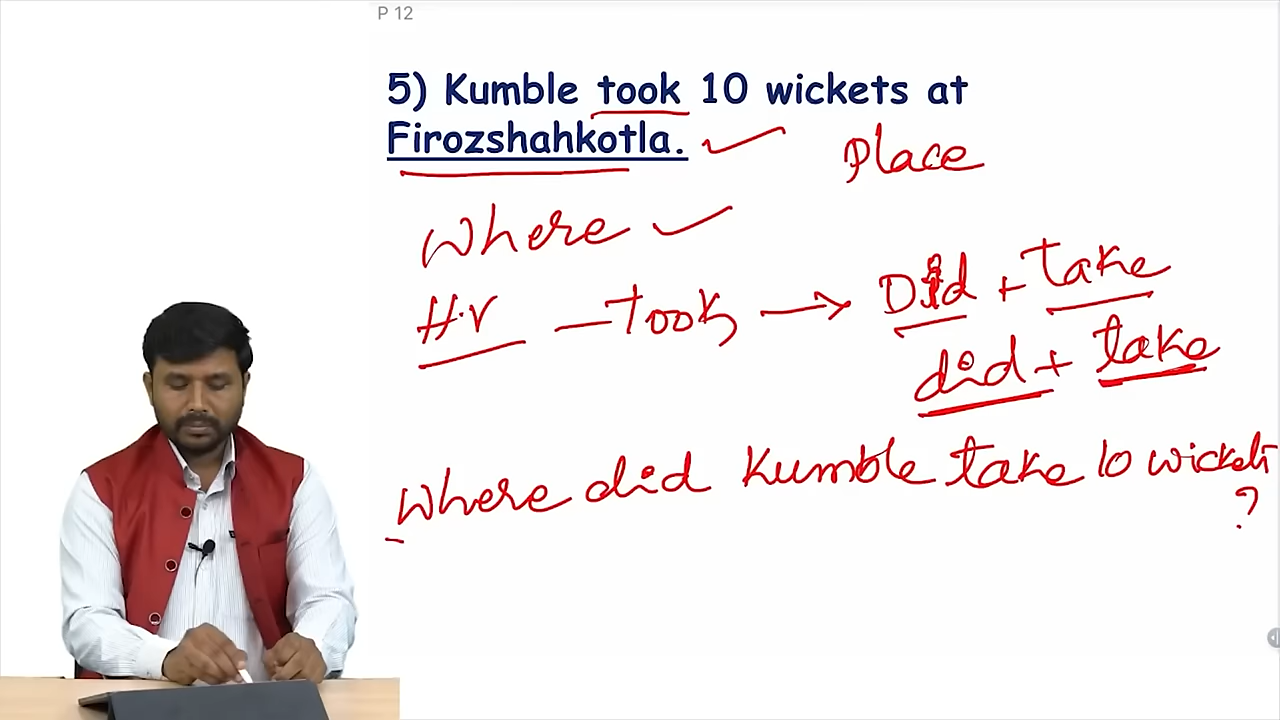 P 12
5) Kumble took 10 wickets at
Firozshahkotla.
Place
Where
H.V – Took → Did + Take
did + take
Where did Kumble take 10 wickets
?